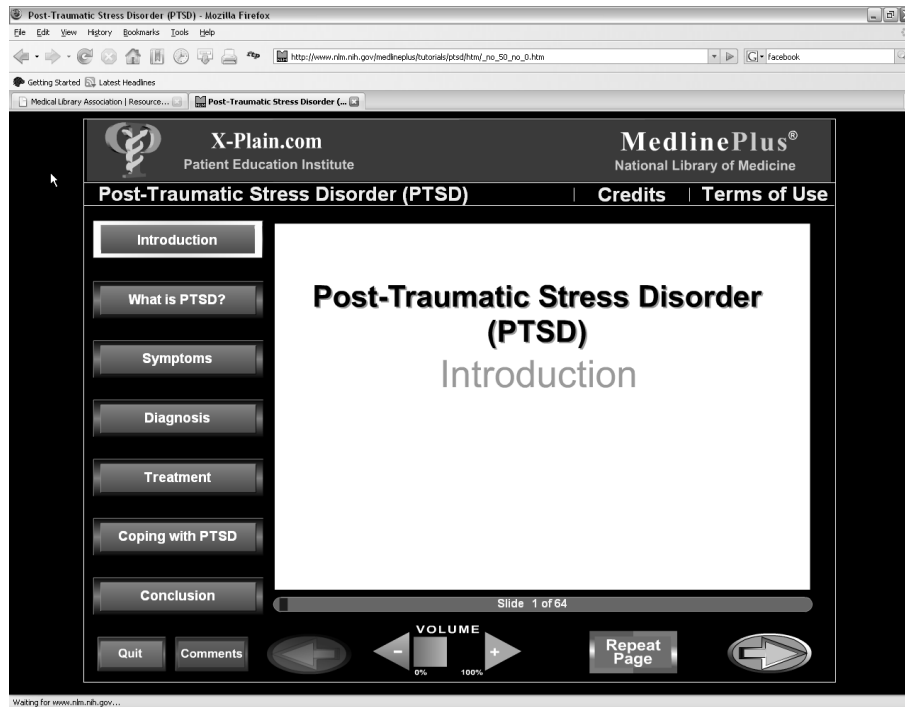 Post-Traumatic Stress Disorder (PTSD) - Mozilla Firefox
File Edit View History Bookmarks Tools Help
http://www.nlm.nih.gov/medlineplus/tutorials/ptsd/htm/_no_50_no_0.htm
G facebook
Getting Started Latest Headlines
Medical Library Association | Resource...
Post-Traumatic Stress Disorder (...
X-Plain.com
Patient Education Institute
MedlinePlus®
National Library of Medicine
Post-Traumatic Stress Disorder (PTSD) | Credits | Terms of Use
Introduction
What is PTSD?
Symptoms
Diagnosis
Treatment
Coping with PTSD
Conclusion
Post-Traumatic Stress Disorder
(PTSD)
Introduction
Slide 1 of 64
Quit
Comments
VOLUME
- +
0% 100%
Repeat
Page
Waiting for www.nlm.nih.gov...